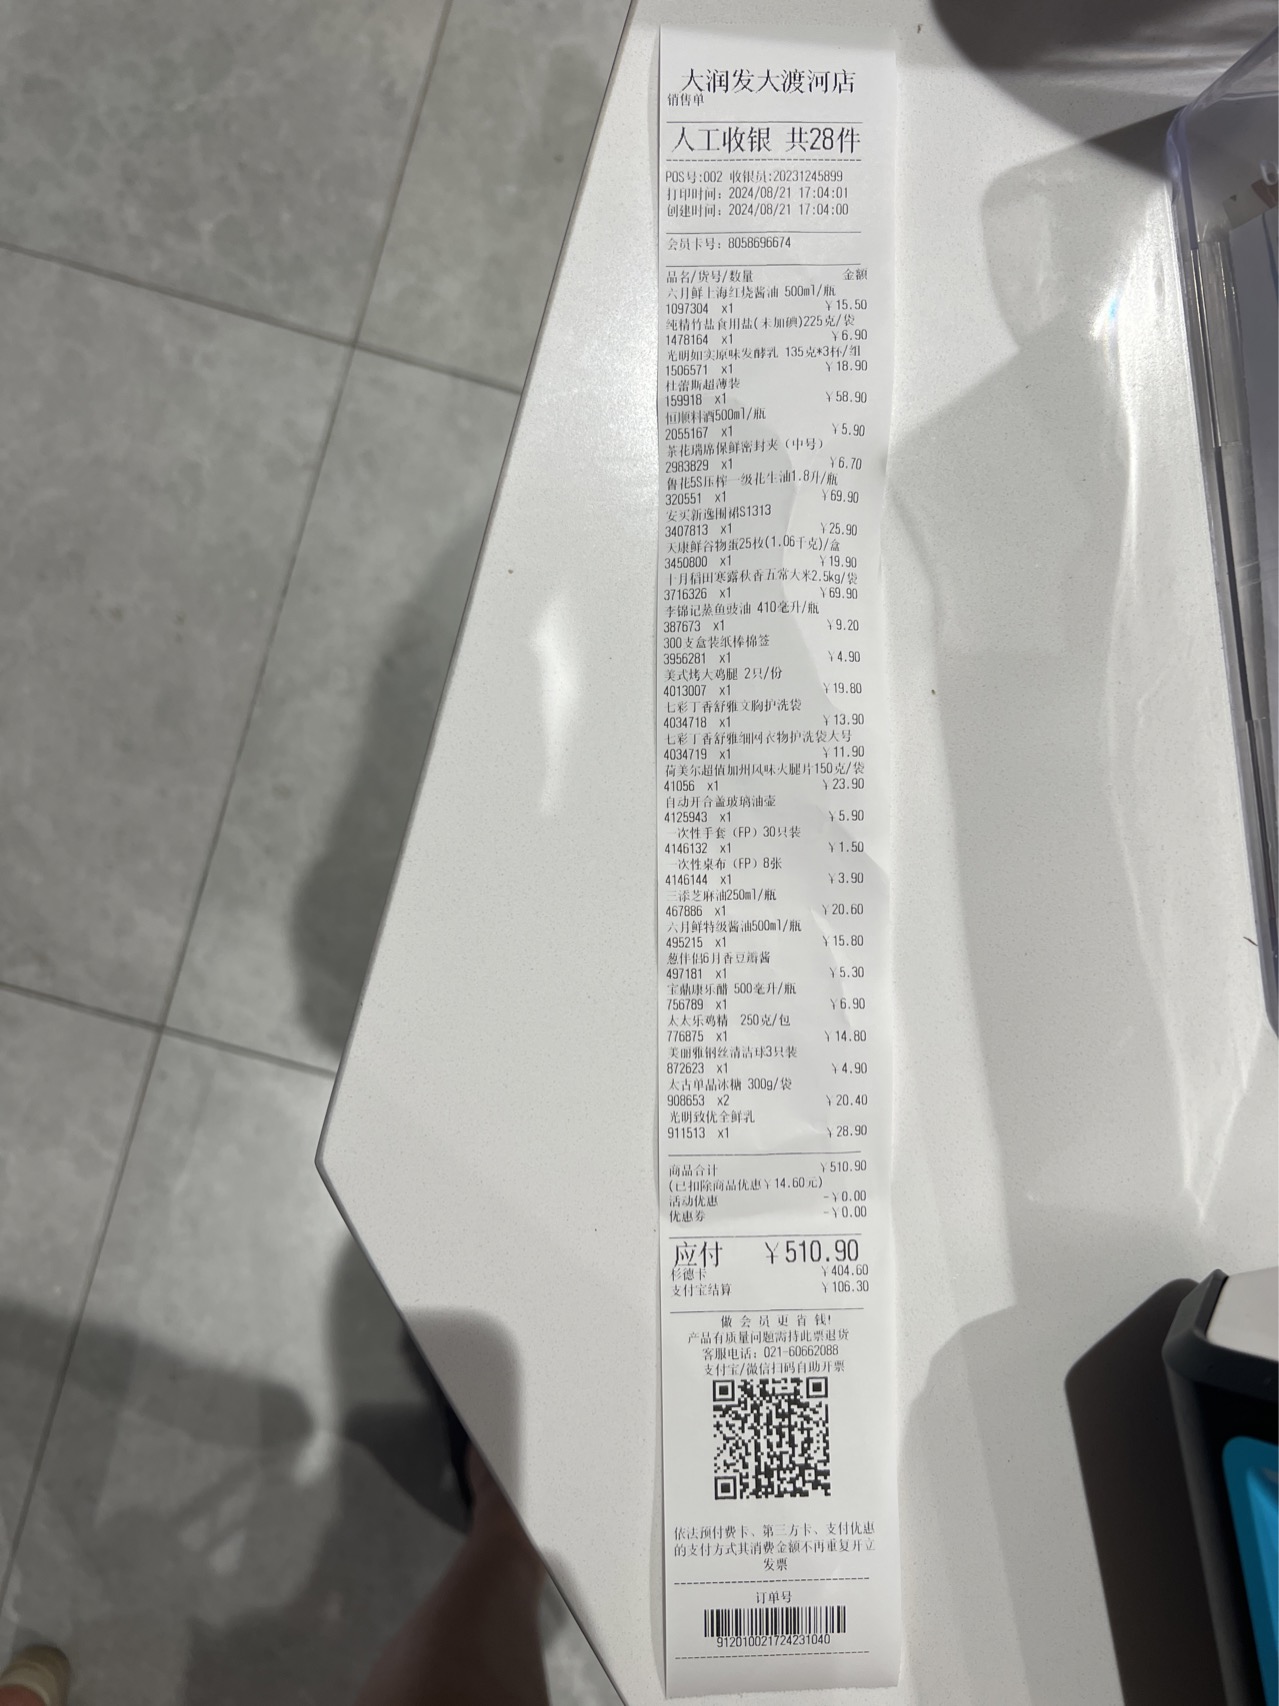 大润发大渡河店
销售单
人工收银 共28件
POS号:002 收银员:20231245899
打印时间: 2024/08/21 17:04:01
创建时间: 2024/08/21 17:04:00
会员卡号: 8058696674
品名/货号/数量 金额
六月鲜上海红烧酱油 500ml/瓶
1097304 x1 ¥15.50
纯精竹盐食用盐(未加碘)225克/袋
1478164 x1 ¥6.90
光明如实原味发酵乳 135克*3杯/组
1506571 x1 ¥18.90
杜蕾斯超薄装
159918 x1 ¥58.90
恒顺料酒500ml/瓶
2055167 x1 ¥5.90
茶花瑞席保鲜密封夹（中号）
2983829 x1 ¥6.70
鲁花5S压榨一级花生油1.8升/瓶
320551 x1 ¥69.90
安买新逸围裙S1313
3407813 x1 ¥25.90
天康鲜谷物蛋25枚(1.06千克)/盒
3450800 x1 ¥19.90
十月稻田寒露秋香五常大米2.5kg/袋
3716326 x1 ¥69.90
李锦记蒸鱼豉油 410毫升/瓶
387673 x1 ¥9.20
300支盒装纸棒棉签
3956281 x1 ¥4.90
美式烤大鸡腿 2只/份
4013007 x1 ¥19.80
七彩丁香舒雅文胸护洗袋
4034718 x1 ¥13.90
七彩丁香舒雅细网衣物护洗袋大号
4034719 x1 ¥11.90
荷美尔超值加州风味火腿片150克/袋
41056 x1 ¥23.90
自动开合盖玻璃油壶
4125943 x1 ¥5.90
一次性手套（FP）30只装
4146132 x1 ¥1.50
一次性桌布（FP）8张
4146144 x1 ¥3.90
三添芝麻油250ml/瓶
467886 x1 ¥20.60
六月鲜特级酱油500ml/瓶
495215 x1 ¥15.80
葱伴侣6月香豆瓣酱
497181 x1 ¥5.30
宝鼎康乐醋 500毫升/瓶
756789 x1 ¥6.90
太太乐鸡精 250克/包
776875 x1 ¥14.80
美丽雅钢丝清洁球3只装
872623 x1 ¥4.90
太古单晶冰糖 300g/袋
908653 x2 ¥20.40
光明致优全鲜乳
911513 x1 ¥28.90
商品合计 ¥510.90
(已扣除商品优惠¥14.60元)
活动优惠 -¥0.00
优惠券 -¥0.00
应付 ¥510.90
杉德卡 ¥404.60
支付宝结算 ¥106.30
做会员更省钱!
产品有质量问题需持此票退货
客服电话: 021-60662088
支付宝/微信扫码自助开票
依法预付费卡、第三方卡、支付优惠
的支付方式其消费金额不再重复开立
发票
订单号
912010021724231040